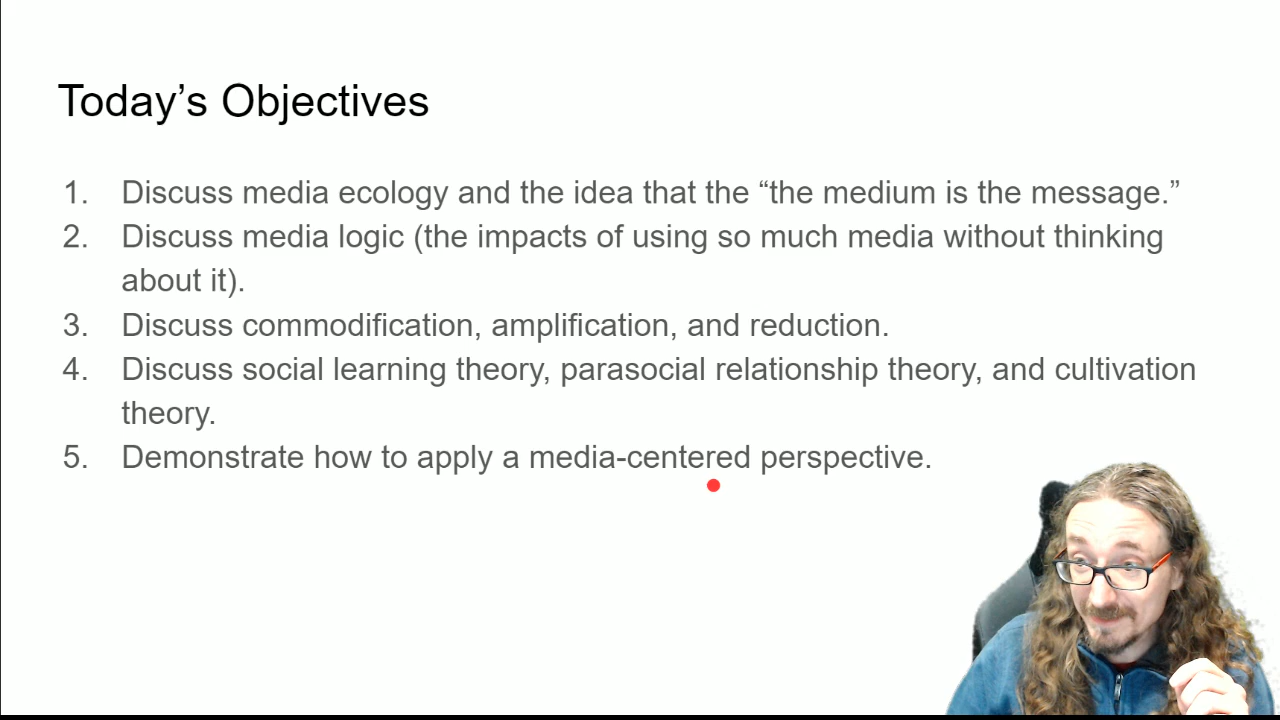 Today’s Objectives
1. Discuss media ecology and the idea that the “the medium is the message.”
2. Discuss media logic (the impacts of using so much media without thinking
about it).
3. Discuss commodification, amplification, and reduction.
4. Discuss social learning theory, parasocial relationship theory, and cultivation
theory.
5. Demonstrate how to apply a media-centered perspective.